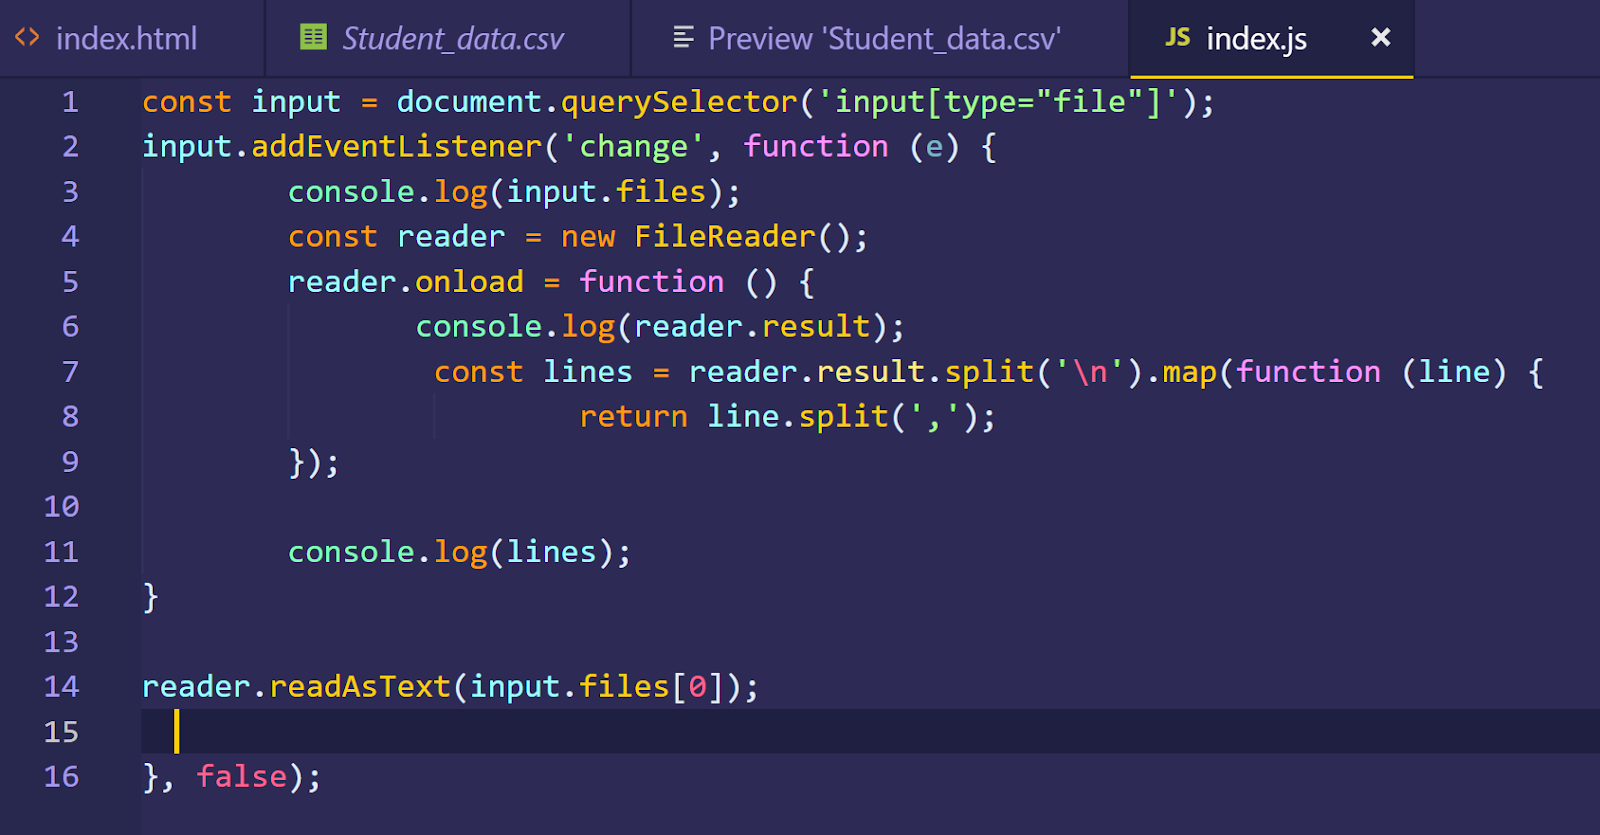 <> index.html Student_data.csv Preview 'Student_data.csv' JS index.js ×
1 const input = document.querySelector('input[type="file"]');
2 input.addEventListener('change', function (e) {
3 console.log(input.files);
4 const reader = new FileReader();
5 reader.onload = function () {
6 console.log(reader.result);
7 const lines = reader.result.split('\n').map(function (line) {
8 return line.split(',');
9 });
10
11 console.log(lines);
12 }
13
14 reader.readAsText(input.files[0]);
15
16 }, false);